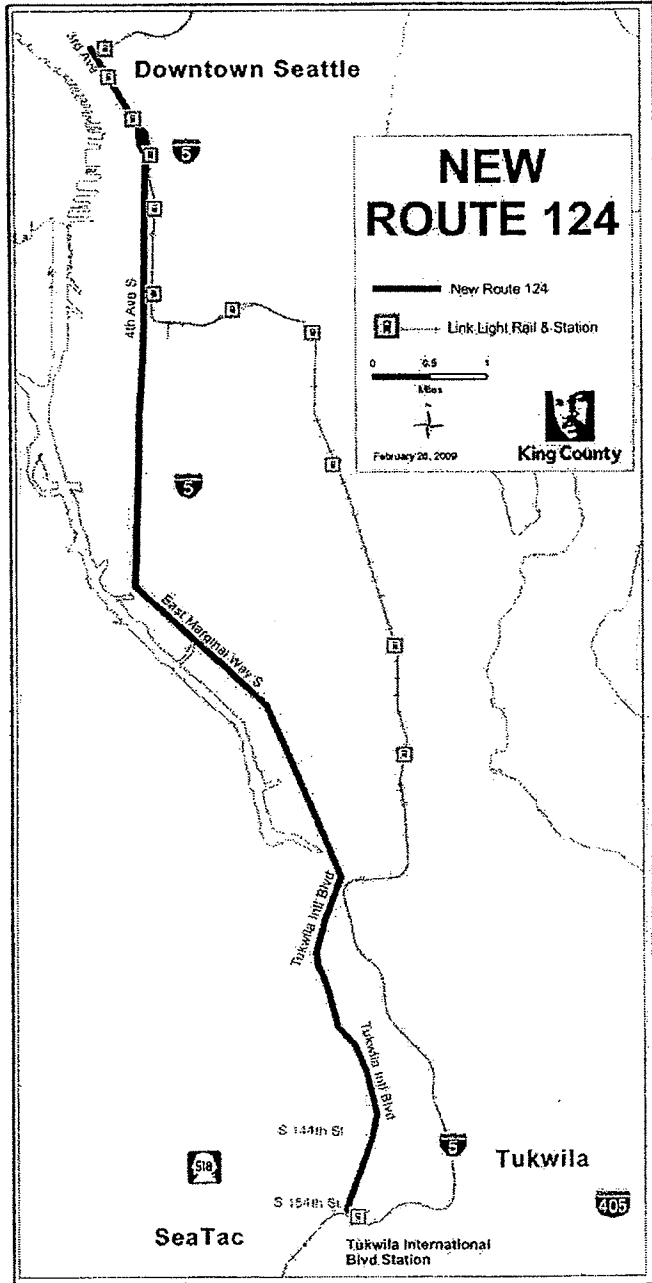 3rd Ave
Downtown Seattle
5
NEW
ROUTE 124
New Route 124
Link Light Rail & Station
0 0.5 1
Miles
February 26, 2009
King County
4th Ave S
5
East Marginal Way S
Tukwila Intl Blvd
Tukwila Intl Blvd
S 144th St
5
Tukwila
518
S 154th St
405
SeaTac
Tukwila International
Blvd Station